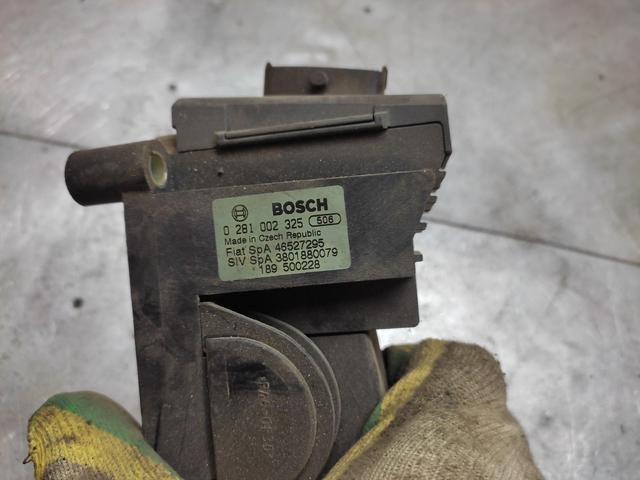 BOSCH
0 281 002 325 506
Made in Czech Republic
Fiat SpA 46527295
SIV SpA 3801880079
189 500228